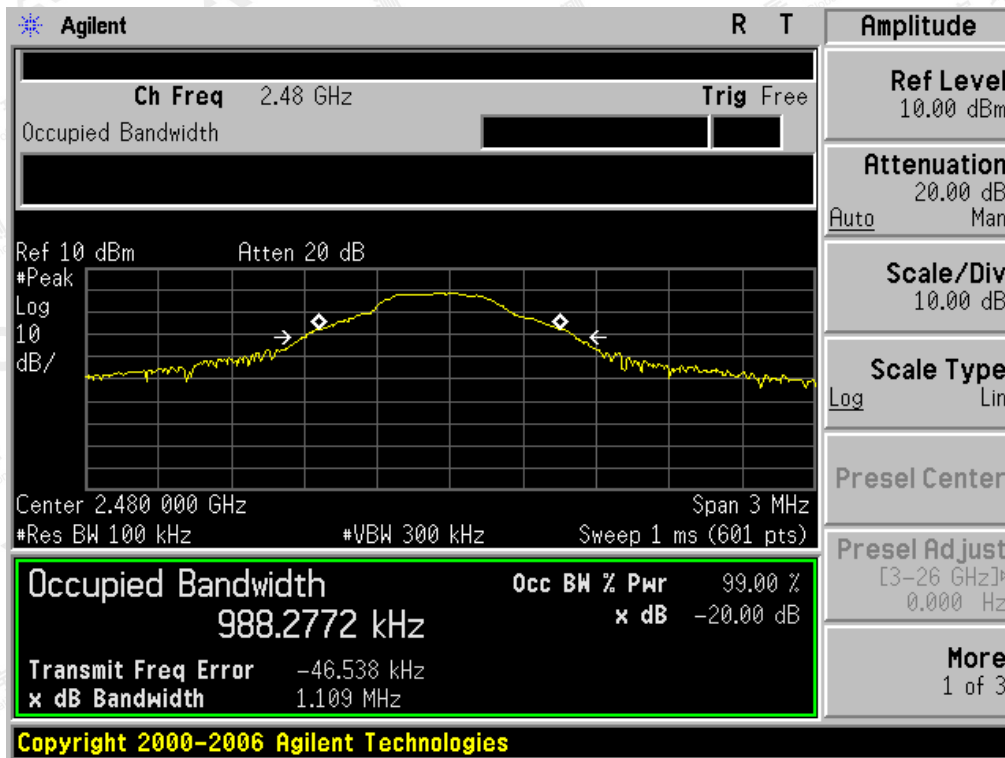 Agilent R T
Ch Freq 2.48 GHz Trig Free
Occupied Bandwidth
Ref 10 dBm Atten 20 dB
#Peak
Log
10
dB/
Center 2.480 000 GHz Span 3 MHz
#Res BW 100 kHz #VBW 300 kHz Sweep 1 ms (601 pts)
Occupied Bandwidth Occ BW % Pwr 99.00 %
988.2772 kHz x dB -20.00 dB
Transmit Freq Error -46.538 kHz
x dB Bandwidth 1.109 MHz
Copyright 2000-2006 Agilent Technologies
Amplitude
Ref Level
10.00 dBm
Attenuation
20.00 dB
Auto Man
Scale/Div
10.00 dB
Scale Type
Log Lin
Presel Center
Presel Adjust
[3-26 GHz]
0.000 Hz
More
1 of 3